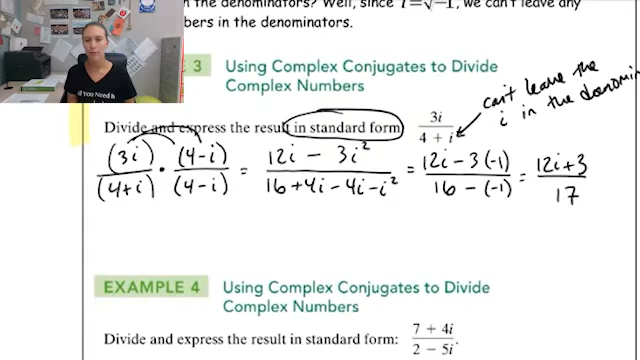 in the denominators? Well, since i=√-1, we can't leave any
mbers in the denominators.
E 3 Using Complex Conjugates to Divide
Complex Numbers
can't leave the
i in the denomin
Divide and express the result in standard form: 3i / 4 + i
(3i)/(4+i) • (4-i)/(4-i) = 12i - 3i² / 16+4i-4i-i² = 12i-3(-1) / 16-(-1) = 12i+3 / 17
EXAMPLE 4 Using Complex Conjugates to Divide
Complex Numbers
Divide and express the result in standard form: 7 + 4i / 2 - 5i.